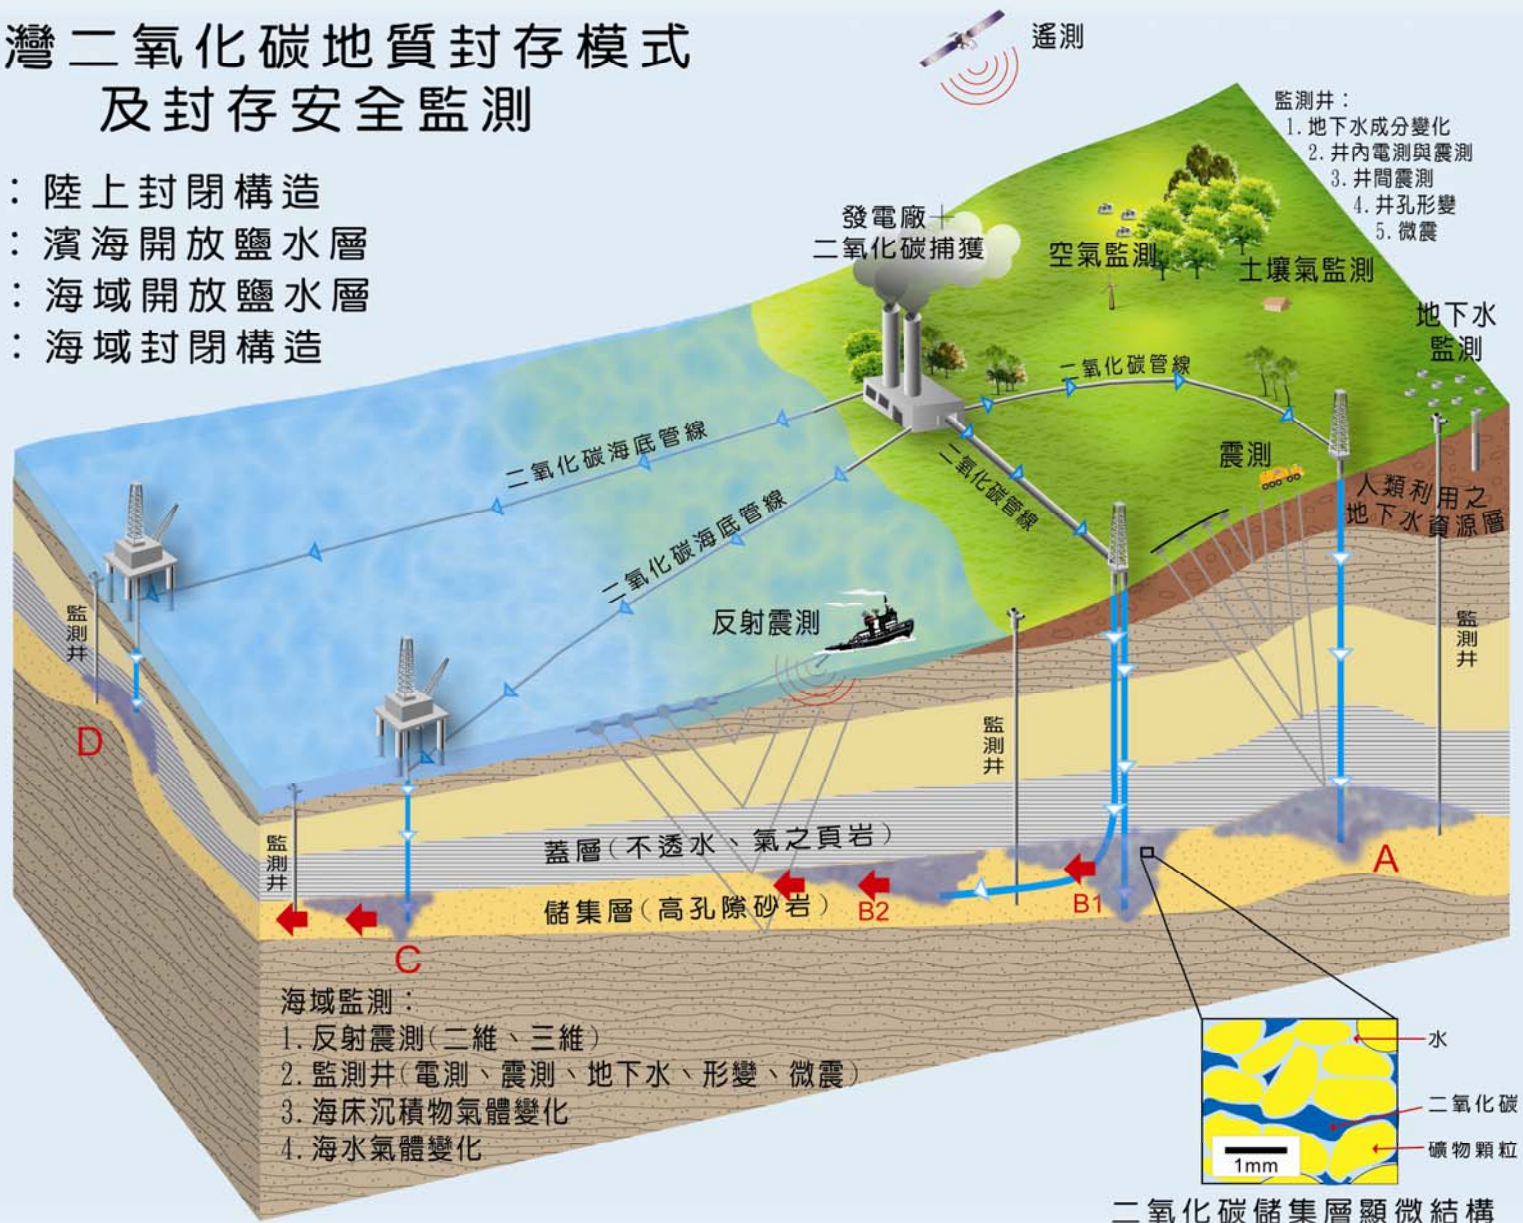 灣二氧化碳地質封存模式
及封存安全監測
：陸上封閉構造
：濱海開放鹽水層
：海域開放鹽水層
：海域封閉構造
遙測
監測井：
1.地下水成分變化
2.井內電測與震測
3.井間震測
4.井孔形變
5.微震
發電廠＋
二氧化碳捕獲
空氣監測
土壤氣監測
地下水
監測
二氧化碳管線
二氧化碳海底管線
二氧化碳管線
震測
人類利用之
地下水資源層
二氧化碳海底管線
反射震測
監測井
監測井
監測井
監測井
D
蓋層(不透水、氣之頁岩)
儲集層(高孔隙砂岩)
B2
B1
A
C
海域監測：
1.反射震測(二維、三維)
2.監測井(電測、震測、地下水、形變、微震)
3.海床沉積物氣體變化
4.海水氣體變化
水
二氧化碳
礦物顆粒
1mm
二氧化碳儲集層顯微結構